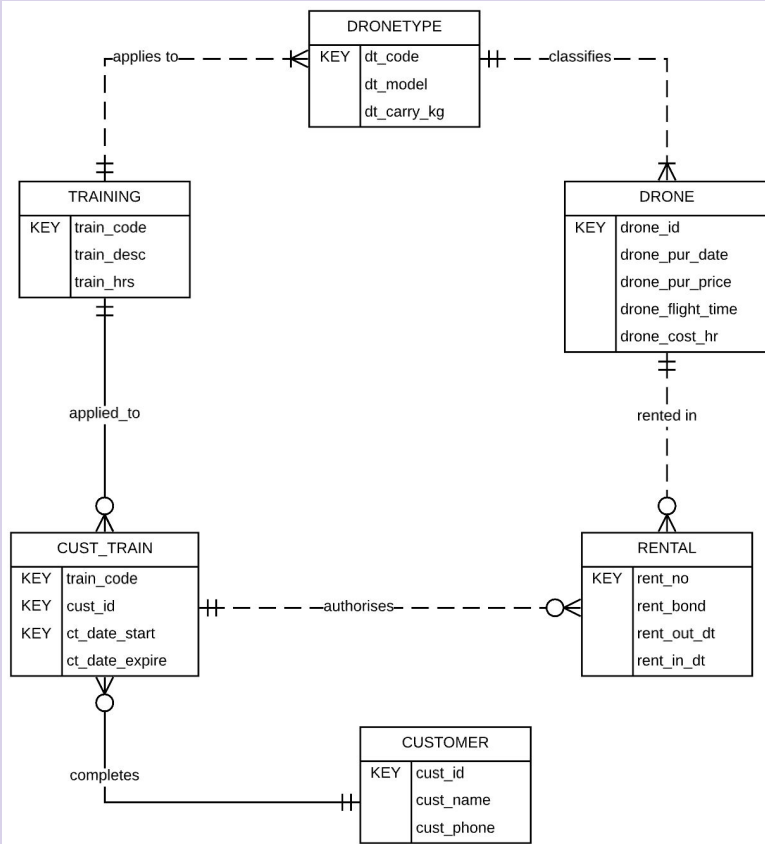 DRONETYPE
KEY dt_code
dt_model
dt_carry_kg
applies to
classifies
TRAINING
KEY train_code
train_desc
train_hrs
DRONE
KEY drone_id
drone_pur_date
drone_pur_price
drone_flight_time
drone_cost_hr
applied_to
rented in
CUST_TRAIN
KEY train_code
KEY cust_id
KEY ct_date_start
ct_date_expire
authorises
RENTAL
KEY rent_no
rent_bond
rent_out_dt
rent_in_dt
completes
CUSTOMER
KEY cust_id
cust_name
cust_phone